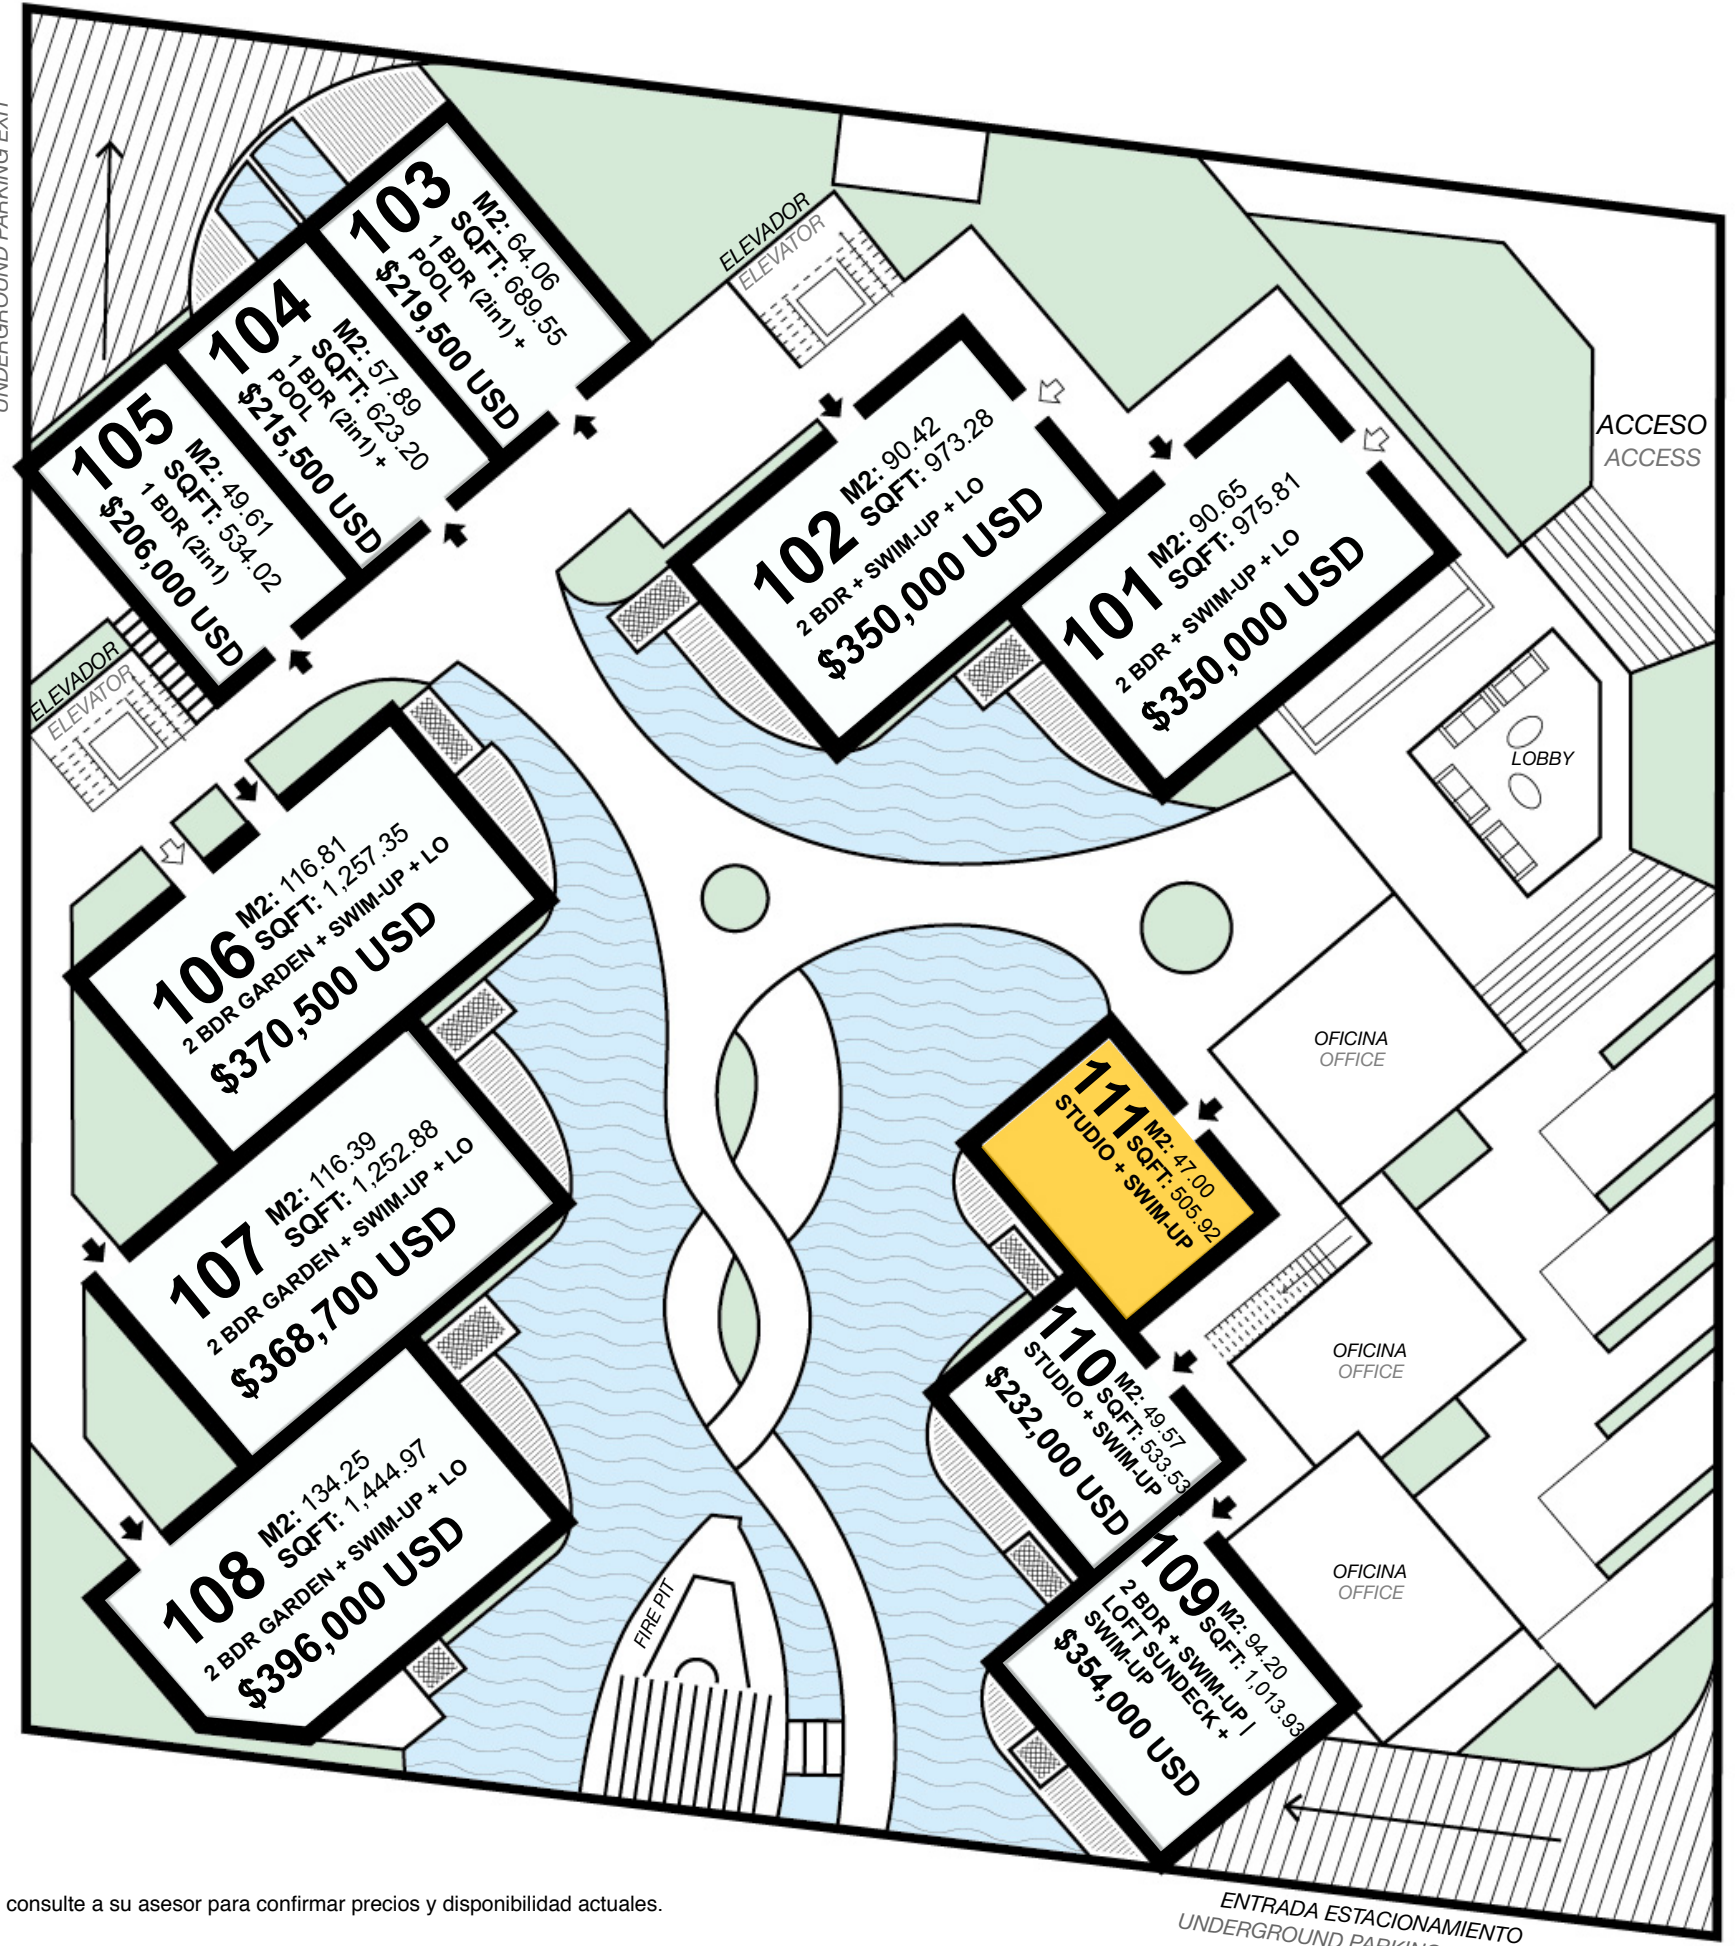 UNDERGROUND PARKING EXIT
103
M2: 64.06
SQFT: 689.55
1 BDR (2in1) +
POOL
$219,500 USD
104
M2: 57.89
SQFT: 623.20
1 BDR (2in1) +
POOL
$215,500 USD
105
M2: 49.61
SQFT: 534.02
1 BDR (2in1)
$206,000 USD
ELEVADOR
ELEVATOR
ELEVADOR
ELEVATOR
102
M2: 90.42
SQFT: 973.28
2 BDR + SWIM-UP + LO
$350,000 USD
101
M2: 90.65
SQFT: 975.81
2 BDR + SWIM-UP + LO
$350,000 USD
ACCESO
ACCESS
LOBBY
106
M2: 116.81
SQFT: 1,257.35
2 BDR GARDEN + SWIM-UP + LO
$370,500 USD
107
M2: 116.39
SQFT: 1,252.88
2 BDR GARDEN + SWIM-UP + LO
$368,700 USD
108
M2: 134.25
SQFT: 1,444.97
2 BDR GARDEN + SWIM-UP + LO
$396,000 USD
111
M2: 47.00
SQFT: 505.92
STUDIO + SWIM-UP
110
M2: 49.57
SQFT: 533.53
STUDIO + SWIM-UP
$232,000 USD
109
M2: 94.20
SQFT: 1,013.93
2 BDR + SWIM-UP |
LOFT SUNDECK +
SWIM-UP
$354,000 USD
OFICINA
OFFICE
OFICINA
OFFICE
OFICINA
OFFICE
FIRE PIT
consulte a su asesor para confirmar precios y disponibilidad actuales.
ENTRADA ESTACIONAMIENTO
UNDERGROUND PARKING